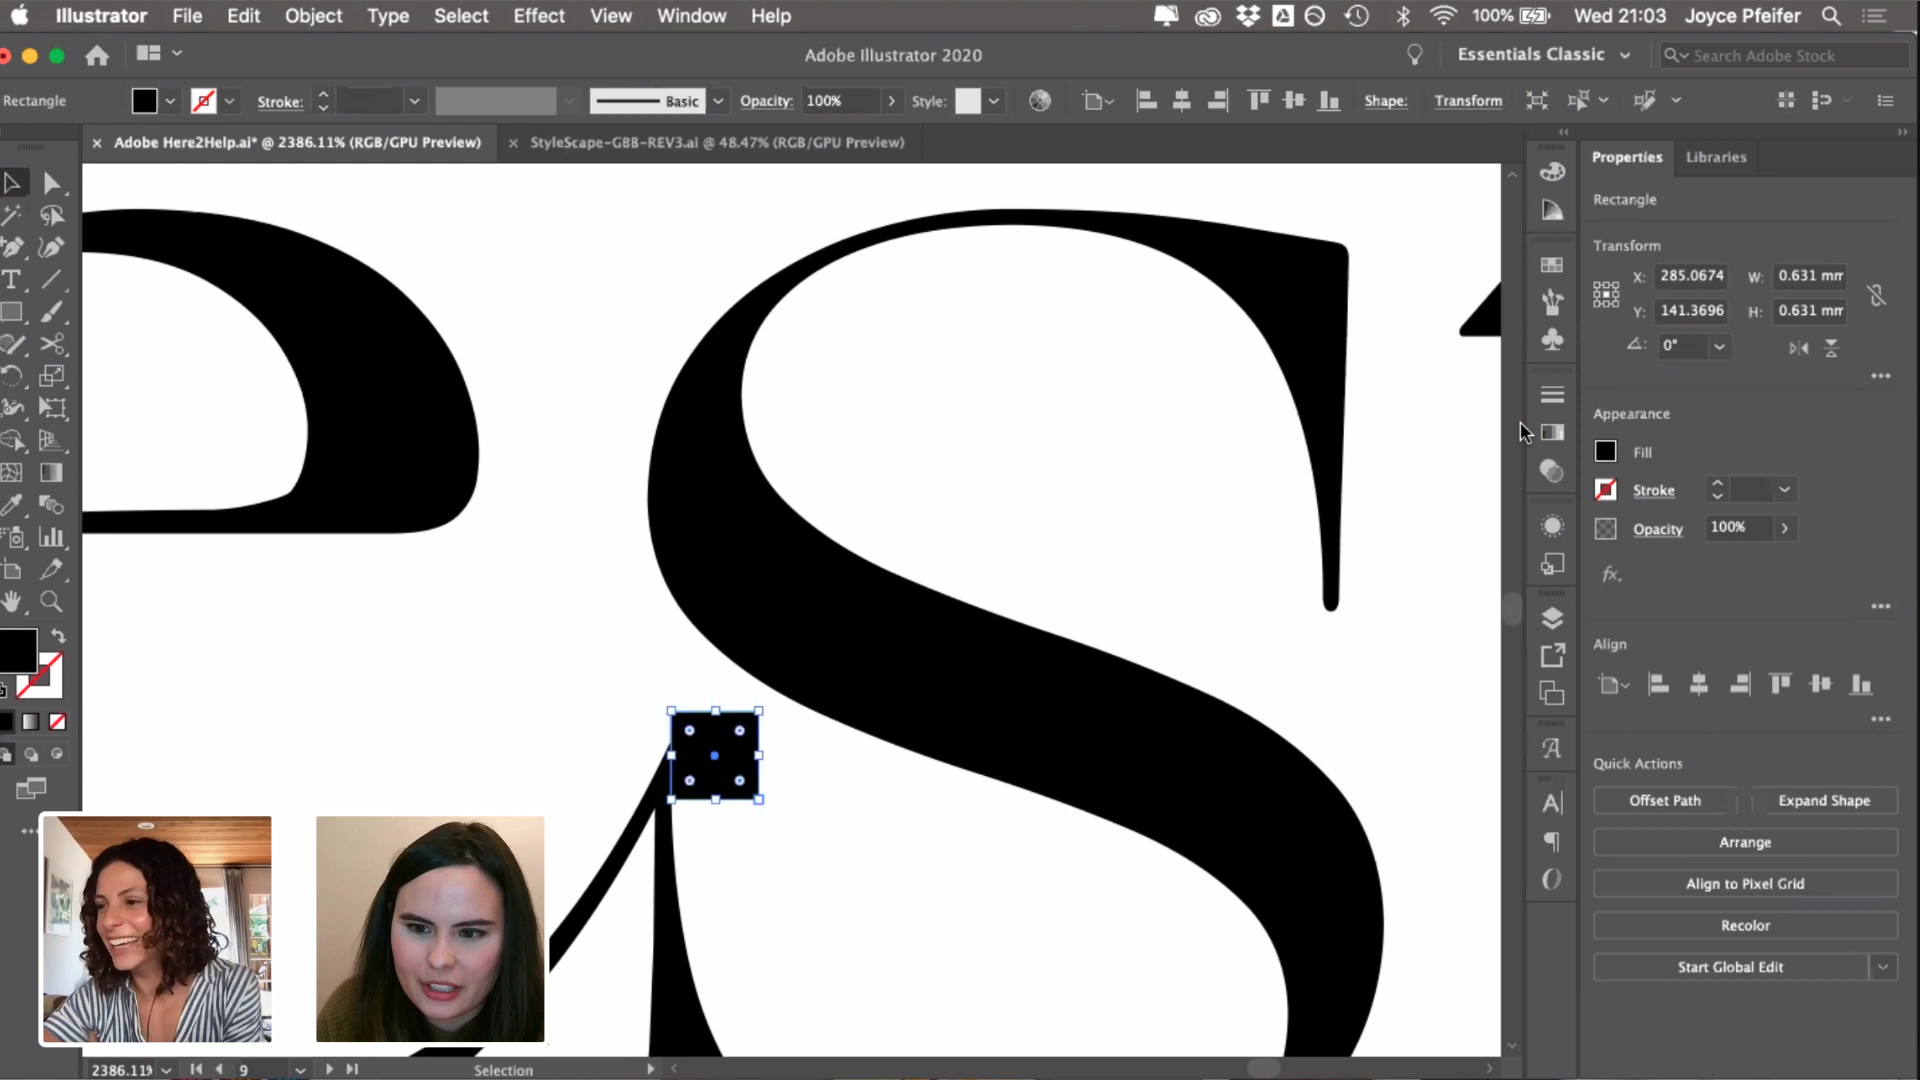 Illustrator File Edit Object Type Select Effect View Window Help 100% Wed 21:03 Joyce Pfeifer
Adobe Illustrator 2020 Essentials Classic Search Adobe Stock
Rectangle Stroke: Basic Opacity: 100% Style: Shape: Transform
Adobe Here2Help.ai* @ 2386.11% (RGB/GPU Preview) StyleScape-GBB-REV3.ai @ 48.47% (RGB/GPU Preview)
Properties Libraries
Rectangle
Transform
X: 285.0674 W: 0.631 mm
Y: 141.3696 H: 0.631 mm
0°
Appearance
Fill
Stroke
Opacity 100%
fx.
Align
Quick Actions
Offset Path Expand Shape
Arrange
Align to Pixel Grid
Recolor
Start Global Edit
S
2386.11% 9 Selection